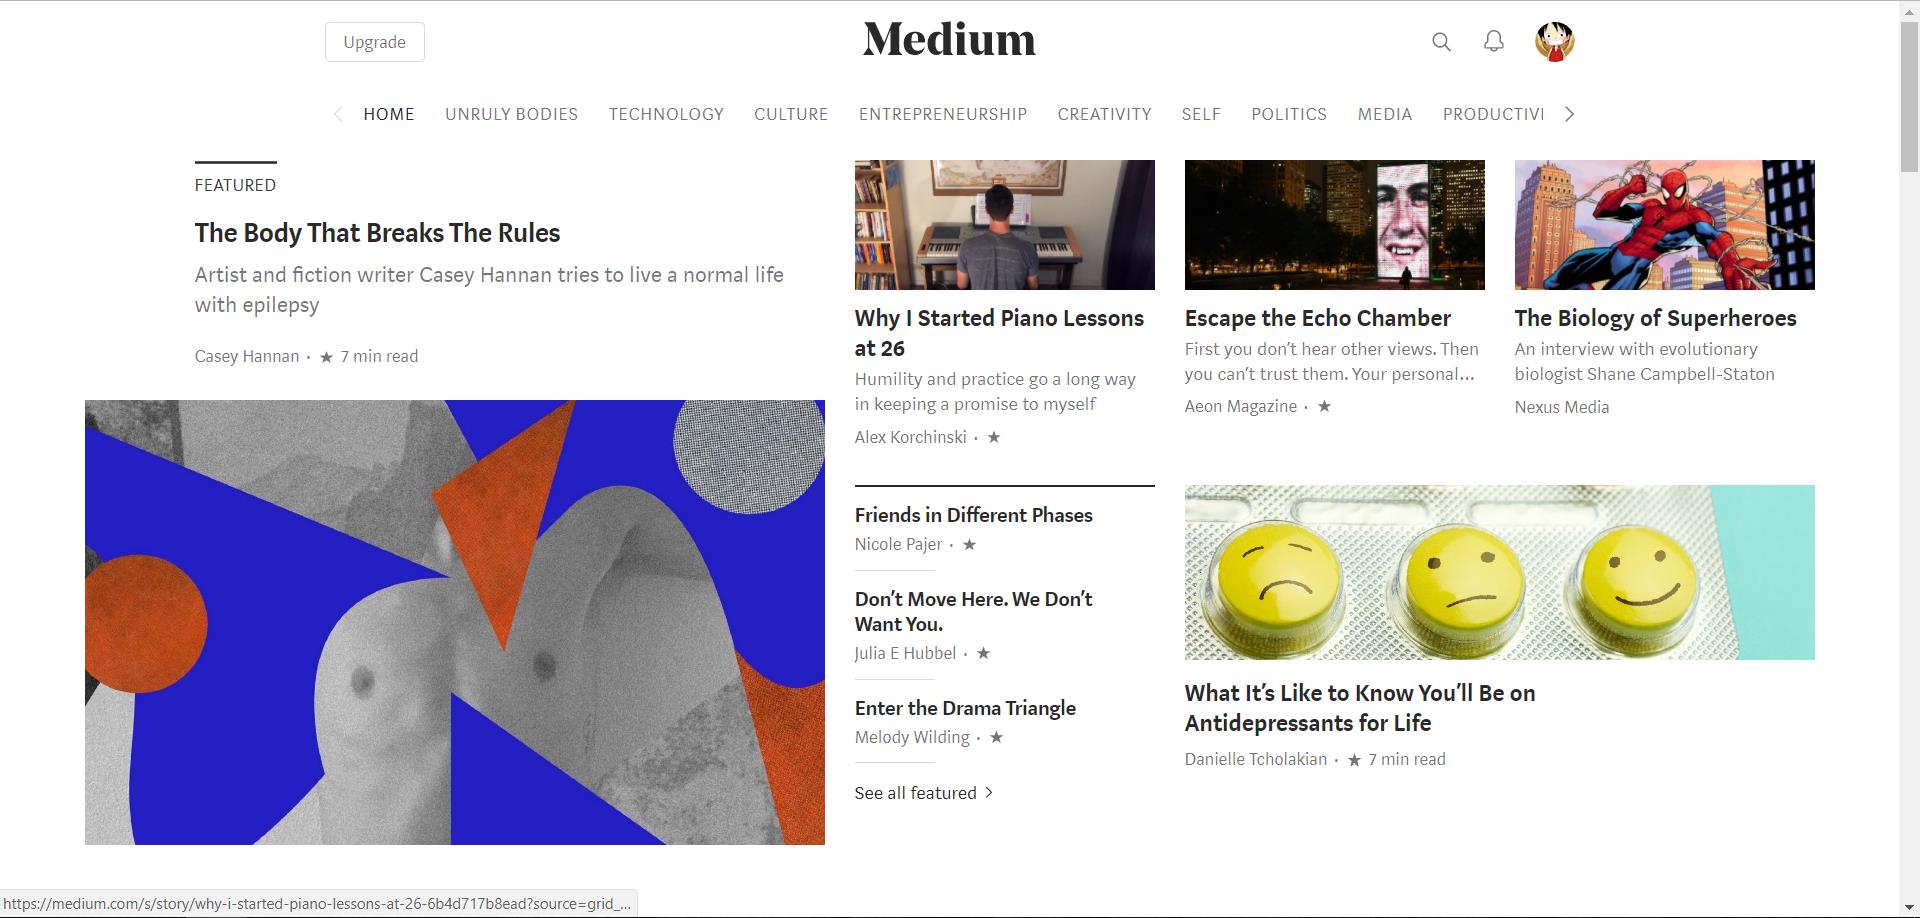 Upgrade
Medium
HOME UNRULY BODIES TECHNOLOGY CULTURE ENTREPRENEURSHIP CREATIVITY SELF POLITICS MEDIA PRODUCTIVI
FEATURED
The Body That Breaks The Rules
Artist and fiction writer Casey Hannan tries to live a normal life
with epilepsy
Casey Hannan · ★ 7 min read
Why I Started Piano Lessons
at 26
Humility and practice go a long way
in keeping a promise to myself
Alex Korchinski · ★
Escape the Echo Chamber
First you don’t hear other views. Then
you can’t trust them. Your personal...
Aeon Magazine · ★
The Biology of Superheroes
An interview with evolutionary
biologist Shane Campbell-Staton
Nexus Media
Friends in Different Phases
Nicole Pajer · ★
Don’t Move Here. We Don’t
Want You.
Julia E Hubbel · ★
Enter the Drama Triangle
Melody Wilding · ★
See all featured
What It’s Like to Know You’ll Be on
Antidepressants for Life
Danielle Tcholakian · ★ 7 min read
https://medium.com/s/story/why-i-started-piano-lessons-at-26-6b4d717b8ead?source=grid_...